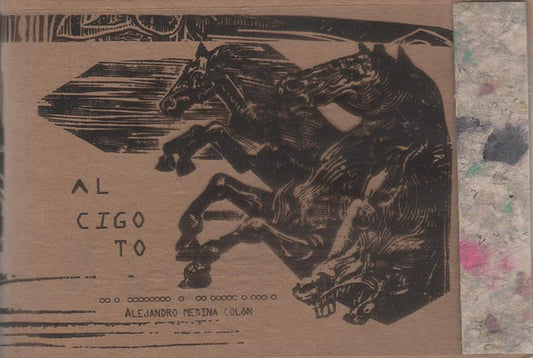 AL
CIGO
TO
ALEJANDRO MEDINA COLÓN